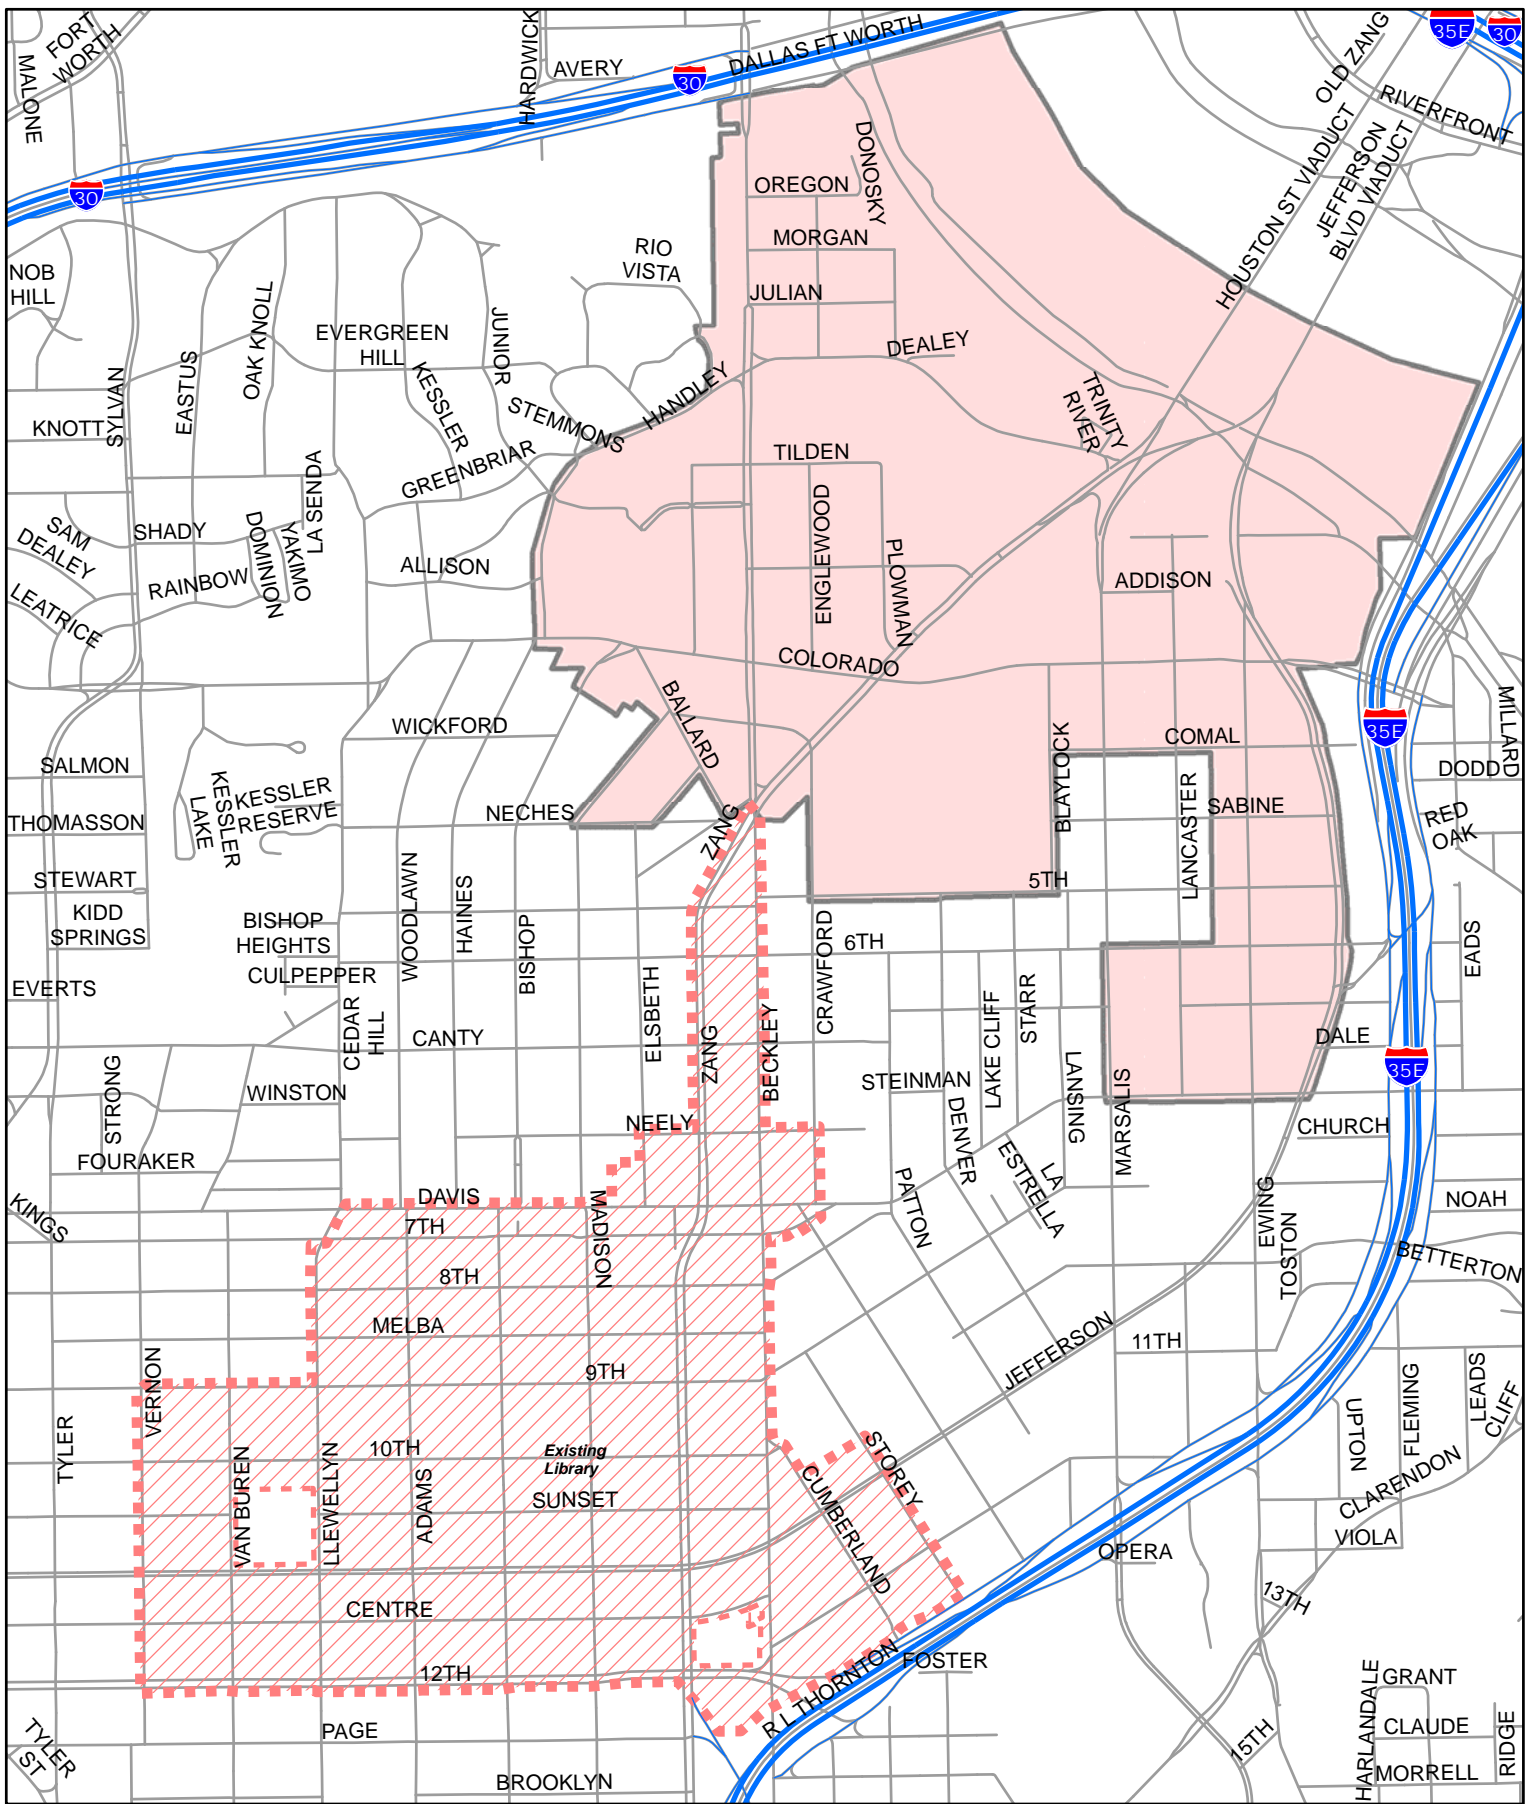 FORT
WORTH
MALONE
HARDWICK
AVERY
30
DALLAS FT WORTH
OLD ZANG
35E
30
RIVERFRONT
HOUSTON ST VIADUCT
JEFFERSON
BLVD VIADUCT
30
DONOSKY
OREGON
MORGAN
JULIAN
DEALEY
RIO
VISTA
NOB
HILL
OAK KNOLL
EVERGREEN
HILL
JUNIOR
KESSLER
STEMMONS
HANDLEY
EASTUS
SYLVAN
KNOTT
GREENBRIAR
TRINITY
RIVER
TILDEN
ENGLEWOOD
PLOWMAN
LA SENDA
SAM
DEALEY
SHADY
DOMINION
YAKIMO
RAINBOW
LEATRICE
ALLISON
ADDISON
COLORADO
BALLARD
WICKFORD
BLAYLOCK
COMAL
35E
MILLARD
DODD
SALMON
KESSLER
LAKE
KESSLER
RESERVE
NECHES
ZANG
LANCASTER
SABINE
RED
OAK
THOMASSON
STEWART
KIDD
SPRINGS
5TH
WOODLAWN
HAINES
BISHOP
BISHOP
HEIGHTS
CULPEPPER
CRAWFORD
6TH
EADS
EVERTS
CEDAR
HILL
CANTY
ELSBETH
ZANG
BECKLEY
LAKE CLIFF
STARR
DALE
35E
STRONG
WINSTON
STEINMAN
DENVER
LANSING
MARSALIS
NEELY
CHURCH
FOURAKER
LA
ESTRELLA
PATTON
KINGS
DAVIS
7TH
MADISON
EWING
TOSTON
NOAH
BETTERTON
8TH
MELBA
9TH
JEFFERSON
11TH
VERNON
TYLER
FLEMING
LEADS
CLIFF
UPTON
VAN BUREN
10TH
LLEWELLYN
ADAMS
Existing
Library
SUNSET
STOREY
CUMBERLAND
CLARENDON
VIOLA
OPERA
13TH
CENTRE
12TH
R L THORNTON
FOSTER
HARLANDALE
GRANT
CLAUDE
RIDGE
TYLER
ST
PAGE
15TH
BROOKLYN
MORRELL